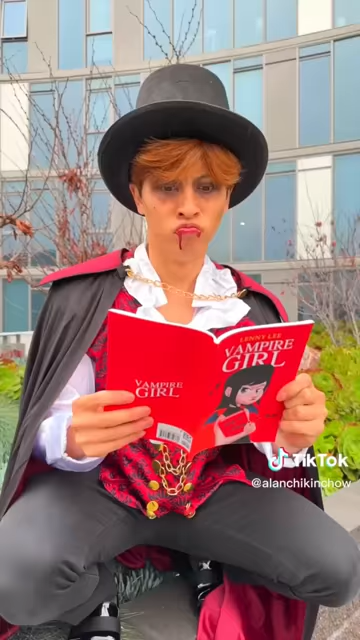 LENNY LEE
VAMPIRE
GIRL
VAMPIRE
GIRL
TikTok
@alanchikinchow